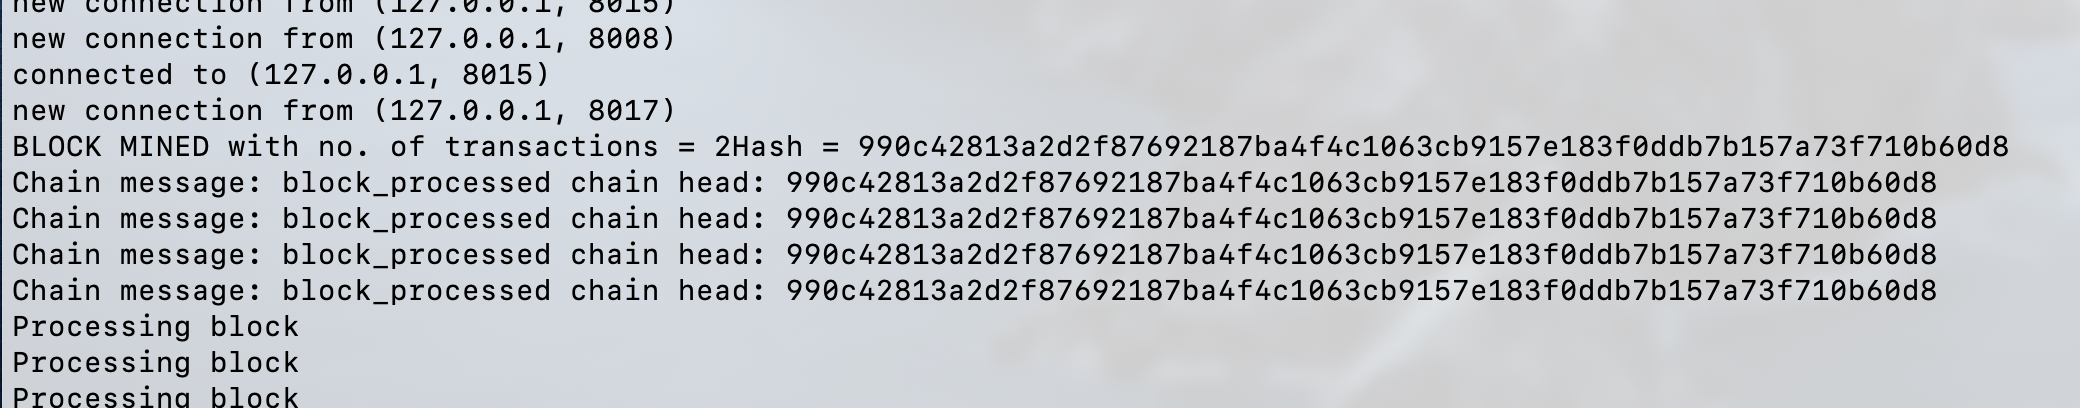 new connection from (127.0.0.1, 8015)
new connection from (127.0.0.1, 8008)
connected to (127.0.0.1, 8015)
new connection from (127.0.0.1, 8017)
BLOCK MINED with no. of transactions = 2Hash = 990c42813a2d2f87692187ba4f4c1063cb9157e183f0ddb7b157a73f710b60d8
Chain message: block_processed chain head: 990c42813a2d2f87692187ba4f4c1063cb9157e183f0ddb7b157a73f710b60d8
Chain message: block_processed chain head: 990c42813a2d2f87692187ba4f4c1063cb9157e183f0ddb7b157a73f710b60d8
Chain message: block_processed chain head: 990c42813a2d2f87692187ba4f4c1063cb9157e183f0ddb7b157a73f710b60d8
Chain message: block_processed chain head: 990c42813a2d2f87692187ba4f4c1063cb9157e183f0ddb7b157a73f710b60d8
Processing block
Processing block
Processing block